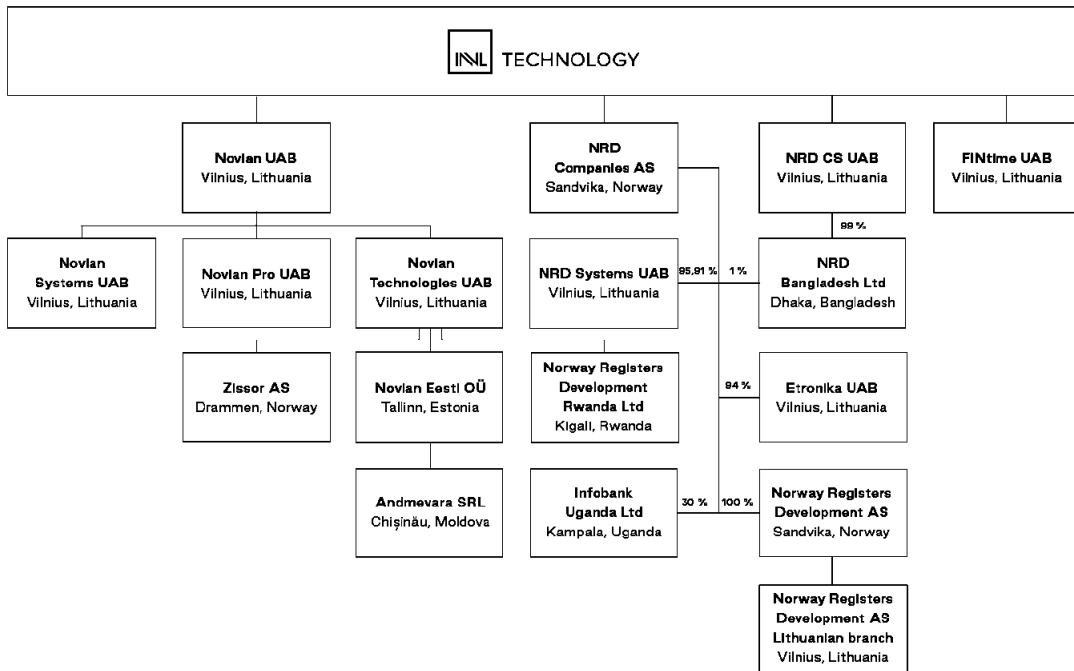 INVL TECHNOLOGY
Novian UAB
Vilnius, Lithuania
NRD
Companies AS
Sandvika, Norway
NRD CS UAB
Vilnius, Lithuania
FINtime UAB
Vilnius, Lithuania
99 %
Novian
Systems UAB
Vilnius, Lithuania
Novian Pro UAB
Vilnius, Lithuania
Novian
Technologies UAB
Vilnius, Lithuania
NRD Systems UAB
Vilnius, Lithuania
95,91 %
1 %
NRD
Bangladesh Ltd
Dhaka, Bangladesh
Zissor AS
Drammen, Norway
Novian Eesti OÜ
Tallinn, Estonia
Norway Registers
Development
Rwanda Ltd
Kigali, Rwanda
94 %
Etronika UAB
Vilnius, Lithuania
Andmevara SRL
Chișinău, Moldova
Infobank
Uganda Ltd
Kampala, Uganda
30 %
100 %
Norway Registers
Development AS
Sandvika, Norway
Norway Registers
Development AS
Lithuanian branch
Vilnius, Lithuania